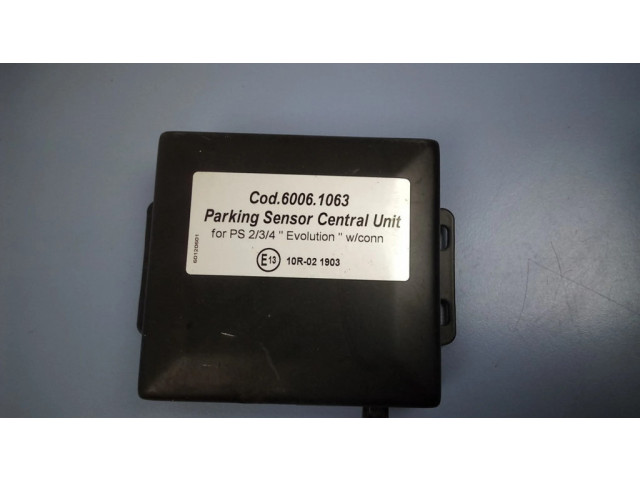 Cod.6006.1063
Parking Sensor Central Unit
for PS 2/3/4 " Evolution " w/conn
E13 10R-02 1903